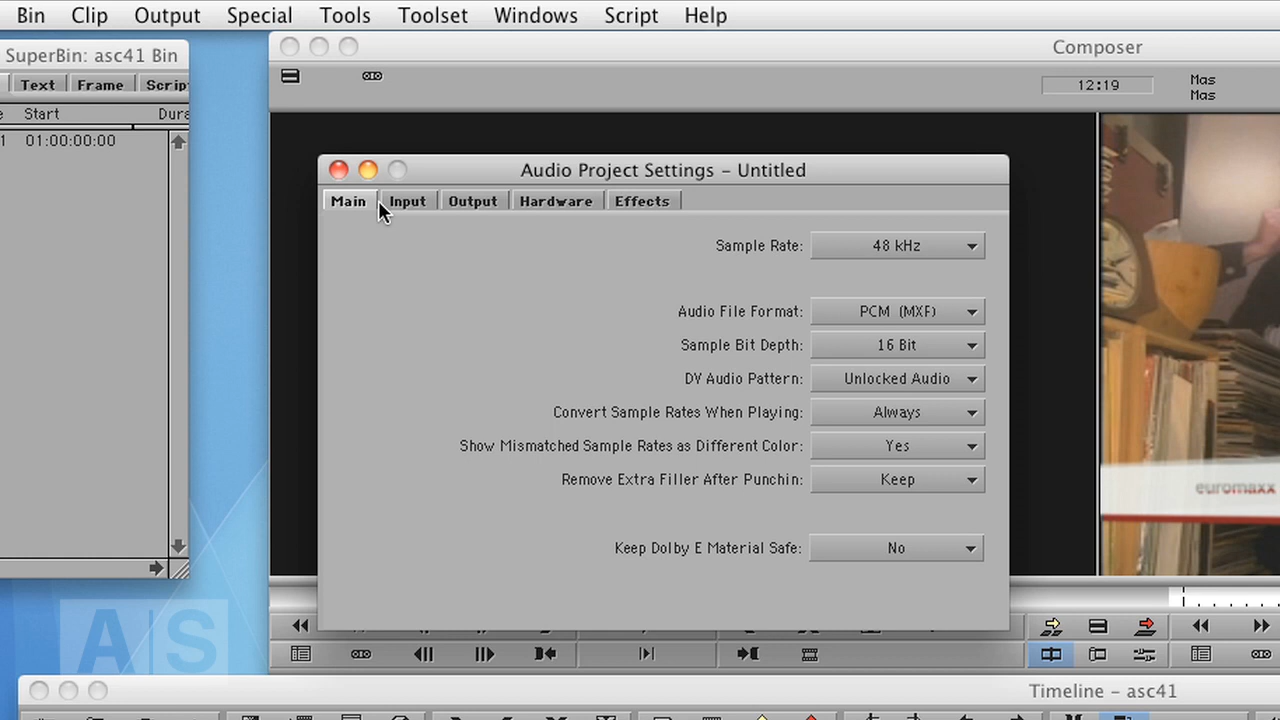 Bin Clip Output Special Tools Toolset Windows Script Help
SuperBin: asc41 Bin
Composer
Text Frame Scrip
12:19
Mas
Mas
Start Dura
1 01:00:00:00
Audio Project Settings – Untitled
Main Input Output Hardware Effects
Sample Rate: 48 kHz
Audio File Format: PCM (MXF)
Sample Bit Depth: 16 Bit
DV Audio Pattern: Unlocked Audio
Convert Sample Rates When Playing: Always
Show Mismatched Sample Rates as Different Color: Yes
Remove Extra Filler After Punchin: Keep
Keep Dolby E Material Safe: No
euromaxx
A|S
Timeline – asc41